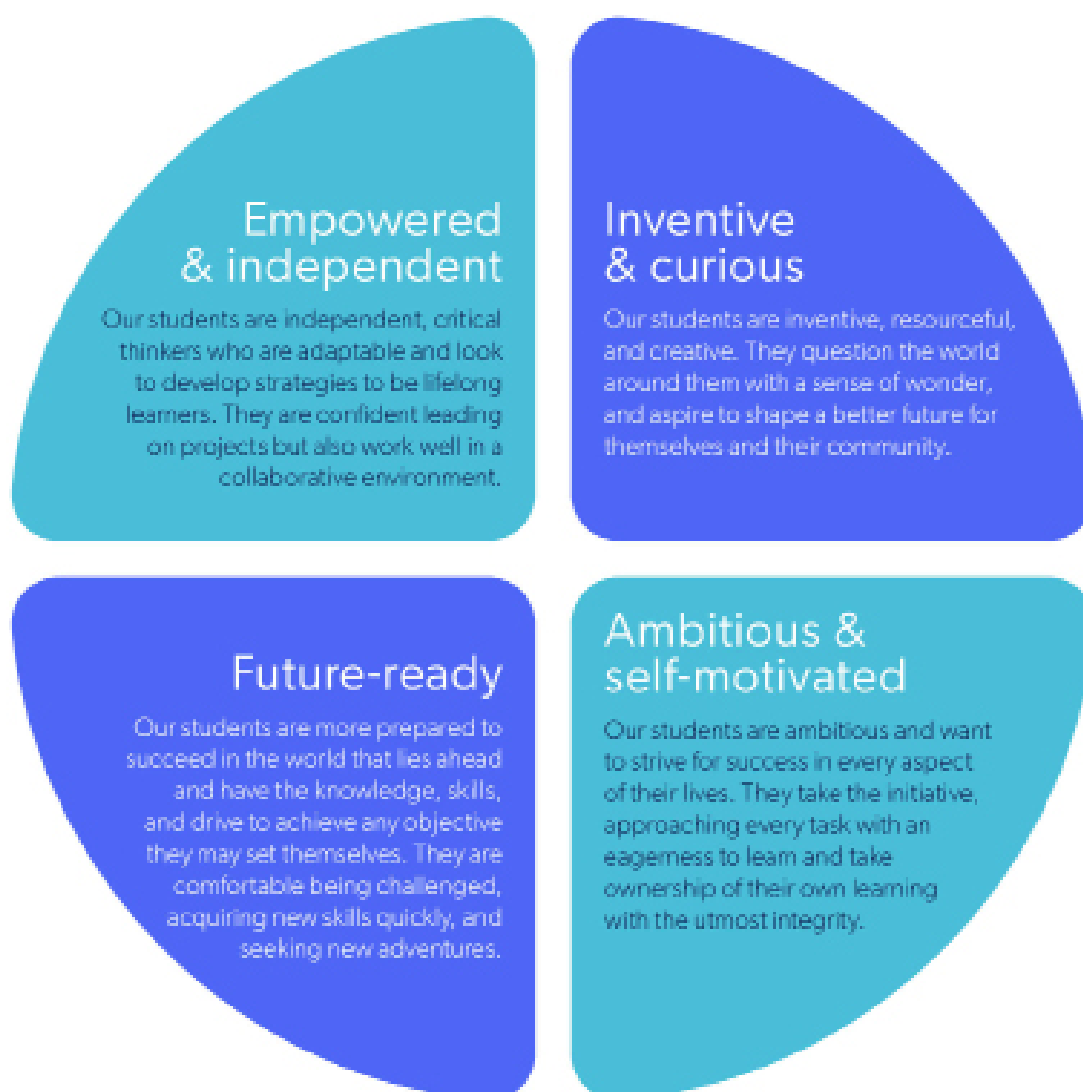 Empowered
& independent
Our students are independent, critical
thinkers who are adaptable and look
to develop strategies to be lifelong
learners. They are confident leading
on projects but also work well in a
collaborative environment.
Inventive
& curious
Our students are inventive, resourceful,
and creative. They question the world
around them with a sense of wonder,
and aspire to shape a better future for
themselves and their community.
Future-ready
Our students are more prepared to
succeed in the world that lies ahead
and have the knowledge, skills,
and drive to achieve any objective
they may set themselves. They are
comfortable being challenged,
acquiring new skills quickly, and
seeking new adventures.
Ambitious &
self-motivated
Our students are ambitious and want
to strive for success in every aspect
of their lives. They take the initiative,
approaching every task with an
eagerness to learn and take
ownership of their own learning
with the utmost integrity.